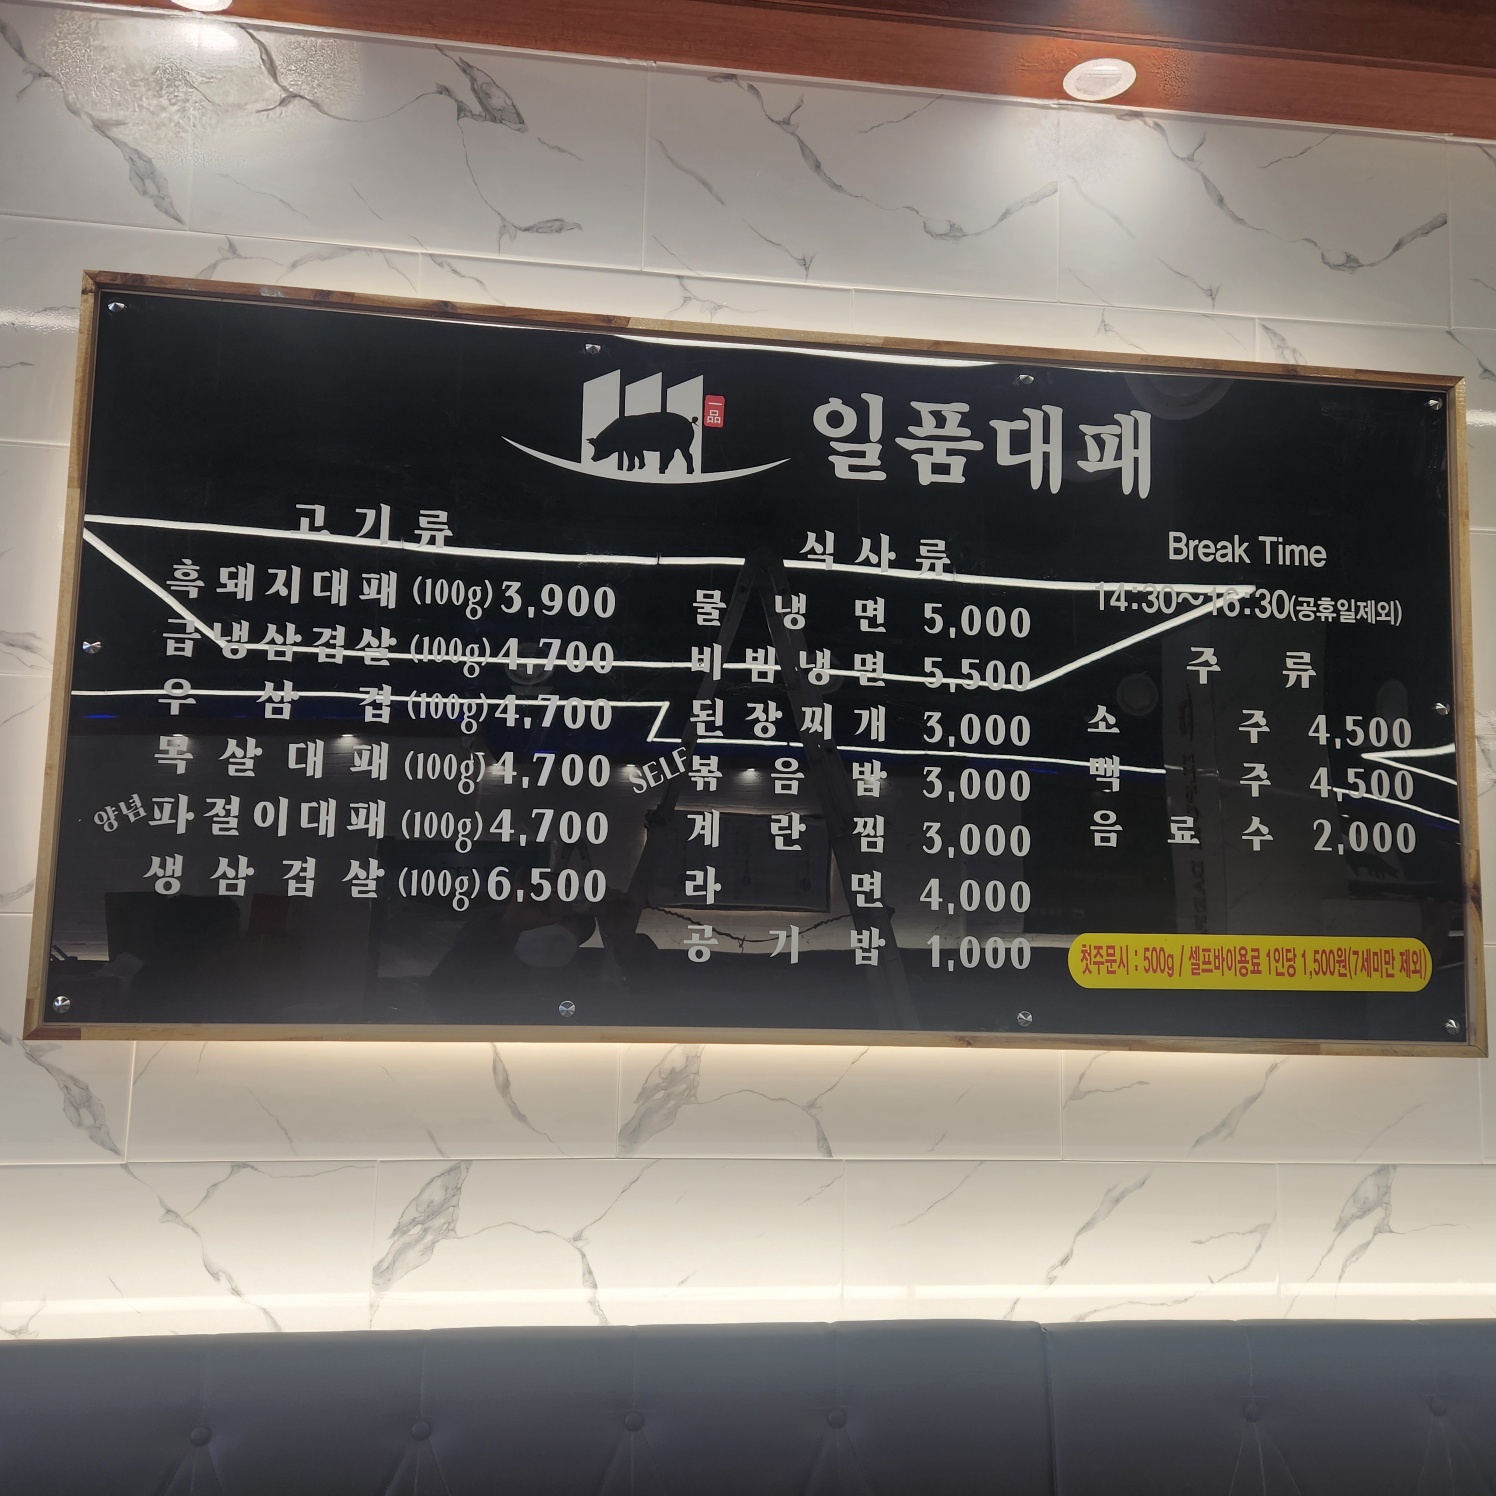 一品
일품대패
고기류
흑돼지대패 (100g) 3,900
급냉삼겹살 (100g) 4,700
우삼겹 (100g) 4,700
목살대패 (100g) 4,700
양념 파절이대패 (100g) 4,700
생삼겹살 (100g) 6,500
식사류
물냉면 5,000
비빔냉면 5,500
된장찌개 3,000
SELF 볶음밥 3,000
계란찜 3,000
라면 4,000
공기밥 1,000
Break Time
14:30~16:30(공휴일제외)
주류
소주 4,500
맥주 4,500
음료수 2,000
첫주문시 : 500g / 셀프바이용료 1인당 1,500원(7세미만 제외)